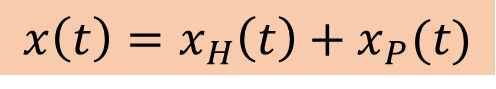 x(t) = x_H(t) + x_P(t)